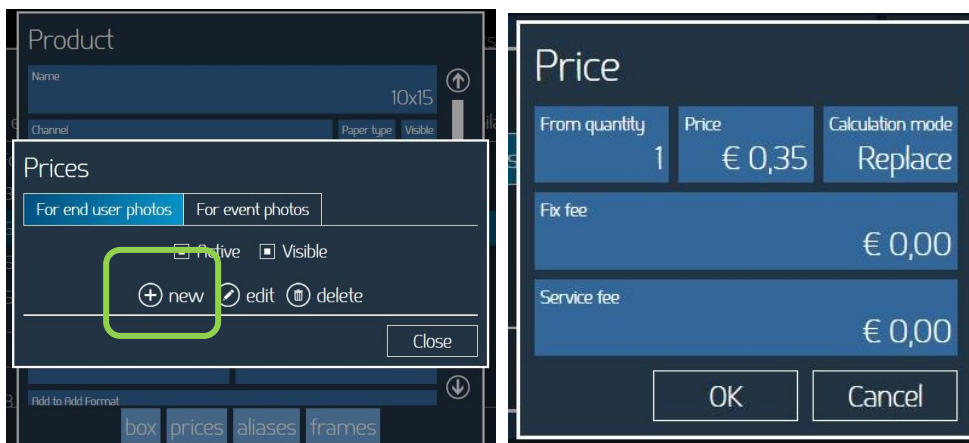 Product
Name
10x15
Channel Paper type Visible
Prices
For end user photos For event photos
Active Visible
new edit delete
Close
Add to Add Format
box prices aliases frames
Price
From quantity Price Calculation mode
1 € 0,35 Replace
Fix fee
€ 0,00
Service fee
€ 0,00
OK Cancel